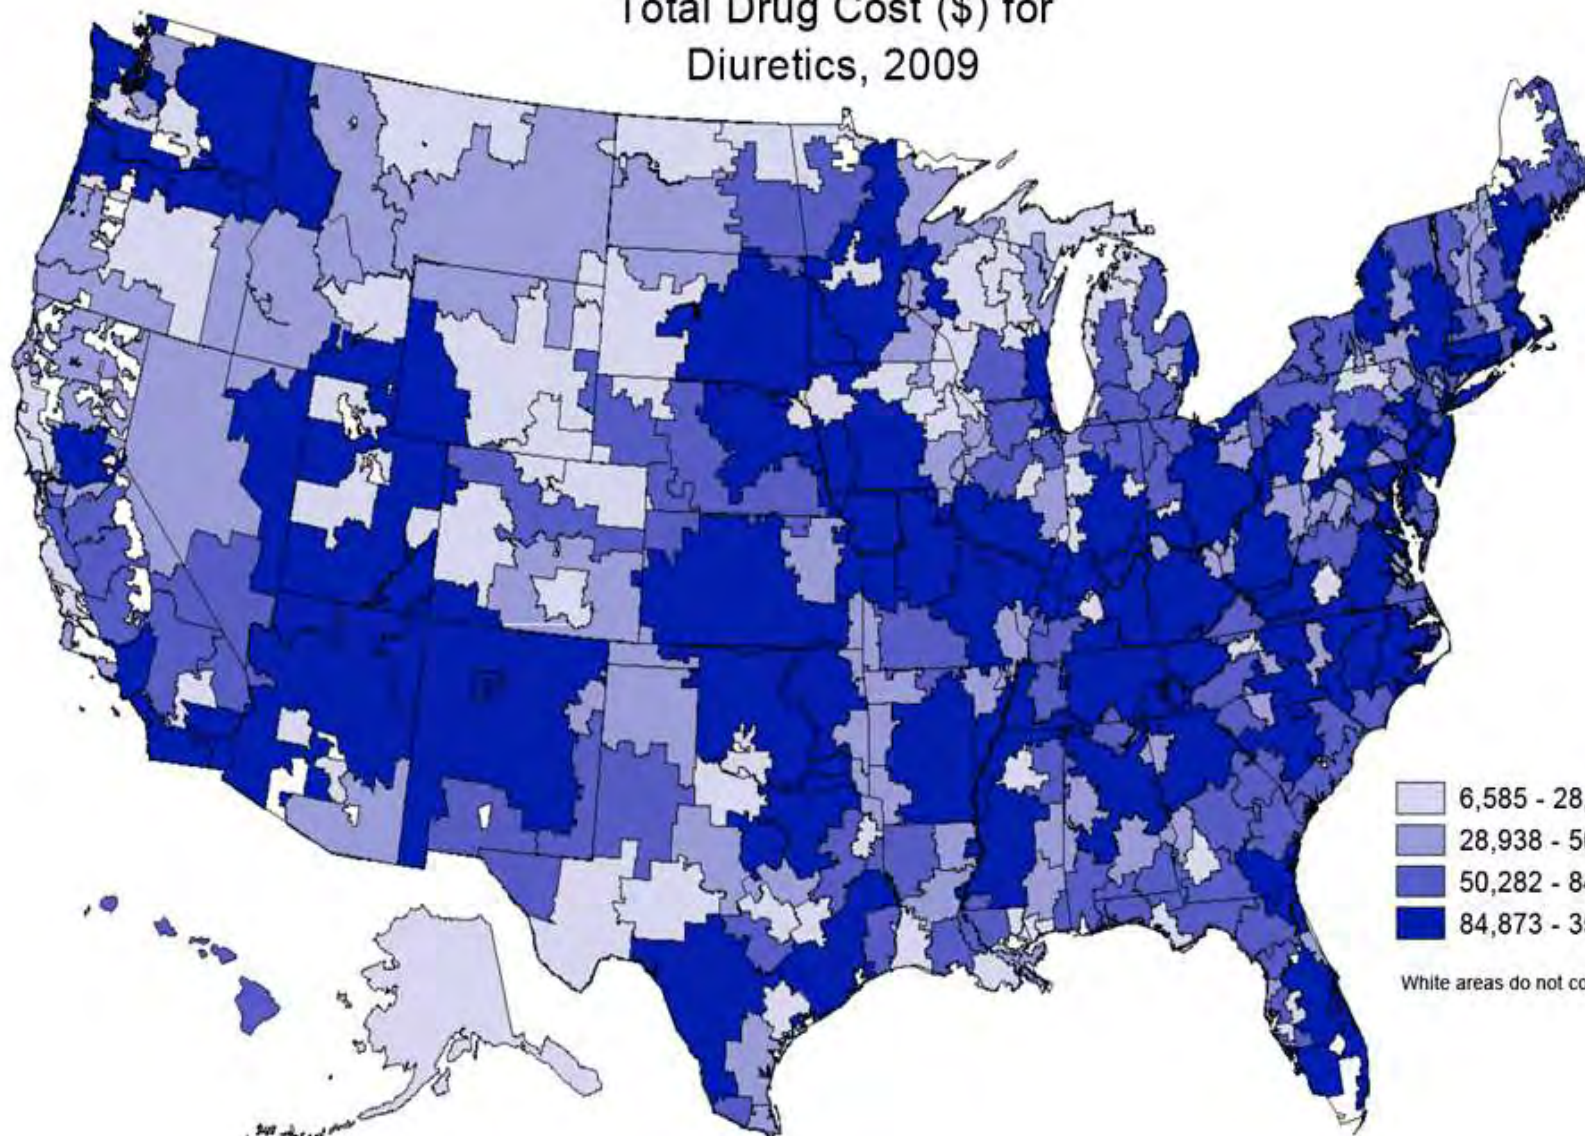 Total Drug Cost ($) for
Diuretics, 2009
6,585 - 28
28,938 - 5
50,282 - 8
84,873 - 3
White areas do not co